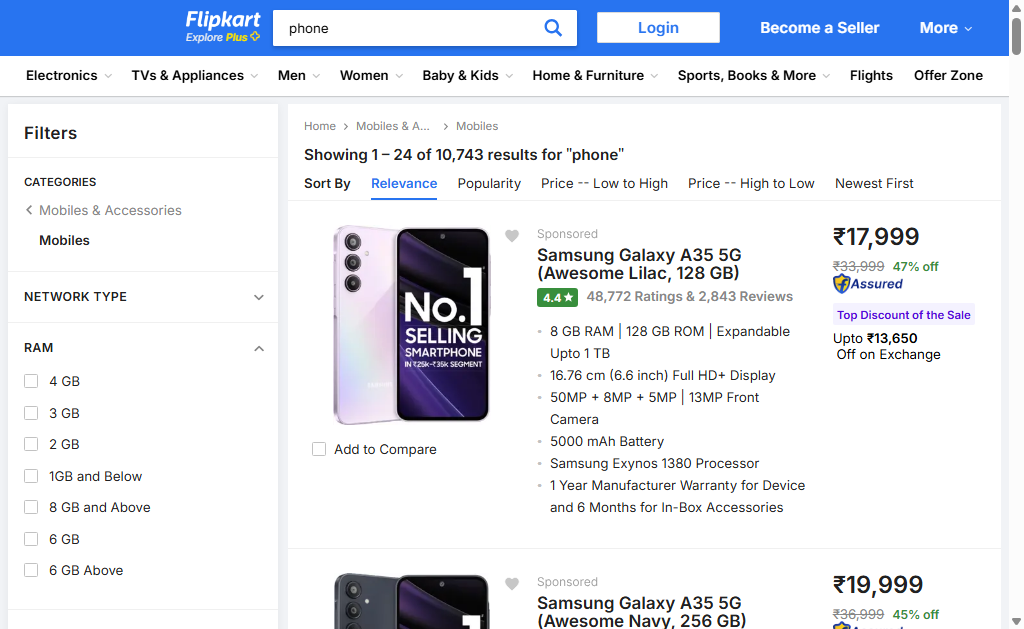 Flipkart
Explore Plus
phone
Login
Become a Seller
More
Electronics
TVs & Appliances
Men
Women
Baby & Kids
Home & Furniture
Sports, Books & More
Flights
Offer Zone
Filters
CATEGORIES
Mobiles & Accessories
Mobiles
NETWORK TYPE
RAM
4 GB
3 GB
2 GB
1GB and Below
8 GB and Above
6 GB
6 GB Above
Home
Mobiles & A...
Mobiles
Showing 1 – 24 of 10,743 results for "phone"
Sort By
Relevance
Popularity
Price -- Low to High
Price -- High to Low
Newest First
No.1
SELLING
SMARTPHONE
IN ₹25K-₹35K SEGMENT
Add to Compare
Sponsored
Samsung Galaxy A35 5G
(Awesome Lilac, 128 GB)
4.4★
48,772 Ratings & 2,843 Reviews
8 GB RAM | 128 GB ROM | Expandable
Upto 1 TB
16.76 cm (6.6 inch) Full HD+ Display
50MP + 8MP + 5MP | 13MP Front
Camera
5000 mAh Battery
Samsung Exynos 1380 Processor
1 Year Manufacturer Warranty for Device
and 6 Months for In-Box Accessories
₹17,999
₹33,999 47% off
Assured
Top Discount of the Sale
Upto ₹13,650
Off on Exchange
Sponsored
Samsung Galaxy A35 5G
(Awesome Navy, 256 GB)
₹19,999
₹36,999 45% off